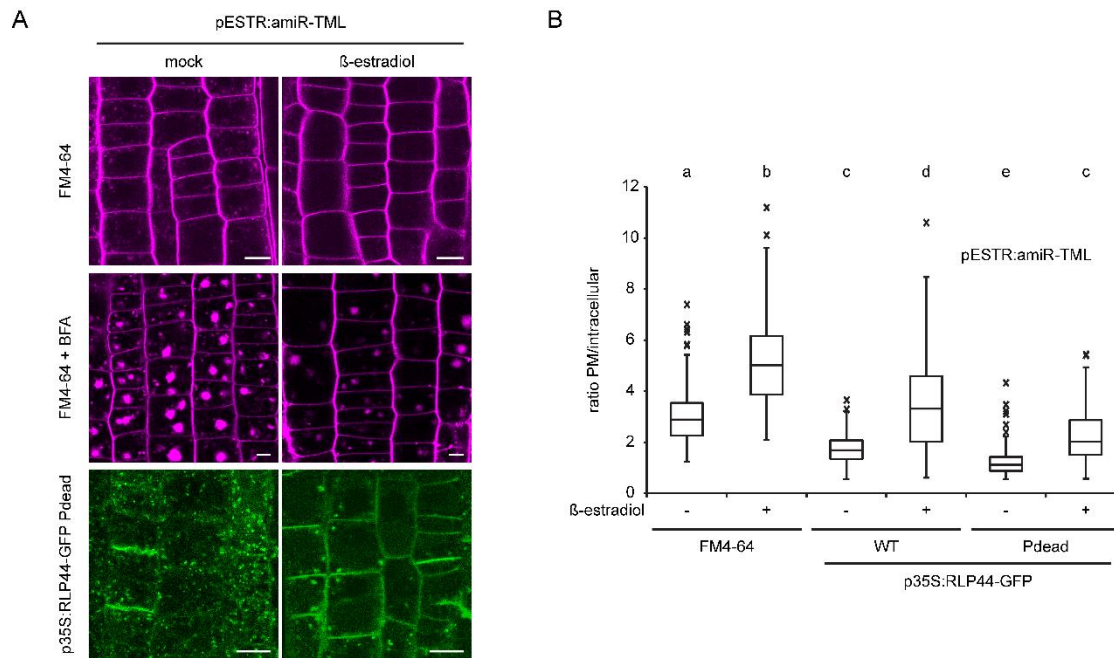 A
pESTR:amiR-TML
mock
ß-estradiol
FM4-64
FM4-64 + BFA
p35S:RLP44-GFP Pdead
B
a b c d e c
12
10
8
6
4
2
0
ratio PM/intracellular
pESTR:amiR-TML
ß-estradiol - + - + - +
FM4-64 WT Pdead
p35S:RLP44-GFP